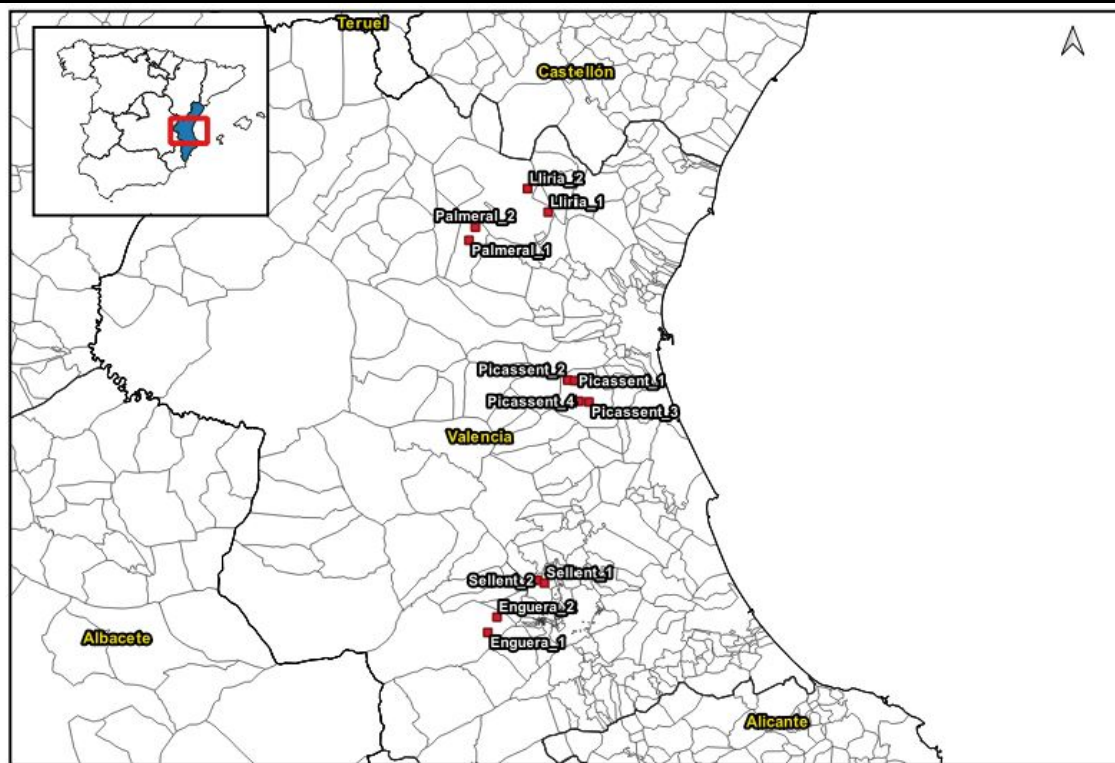 Teruel
Castellón
Lliria_2
Lliria_1
Palmeral_2
Palmeral_1
Picassent_2
Picassent_1
Picassent_4
Picassent_3
Valencia
Sellent_1
Sellent_2
Enguera_2
Enguera_1
Albacete
Alicante